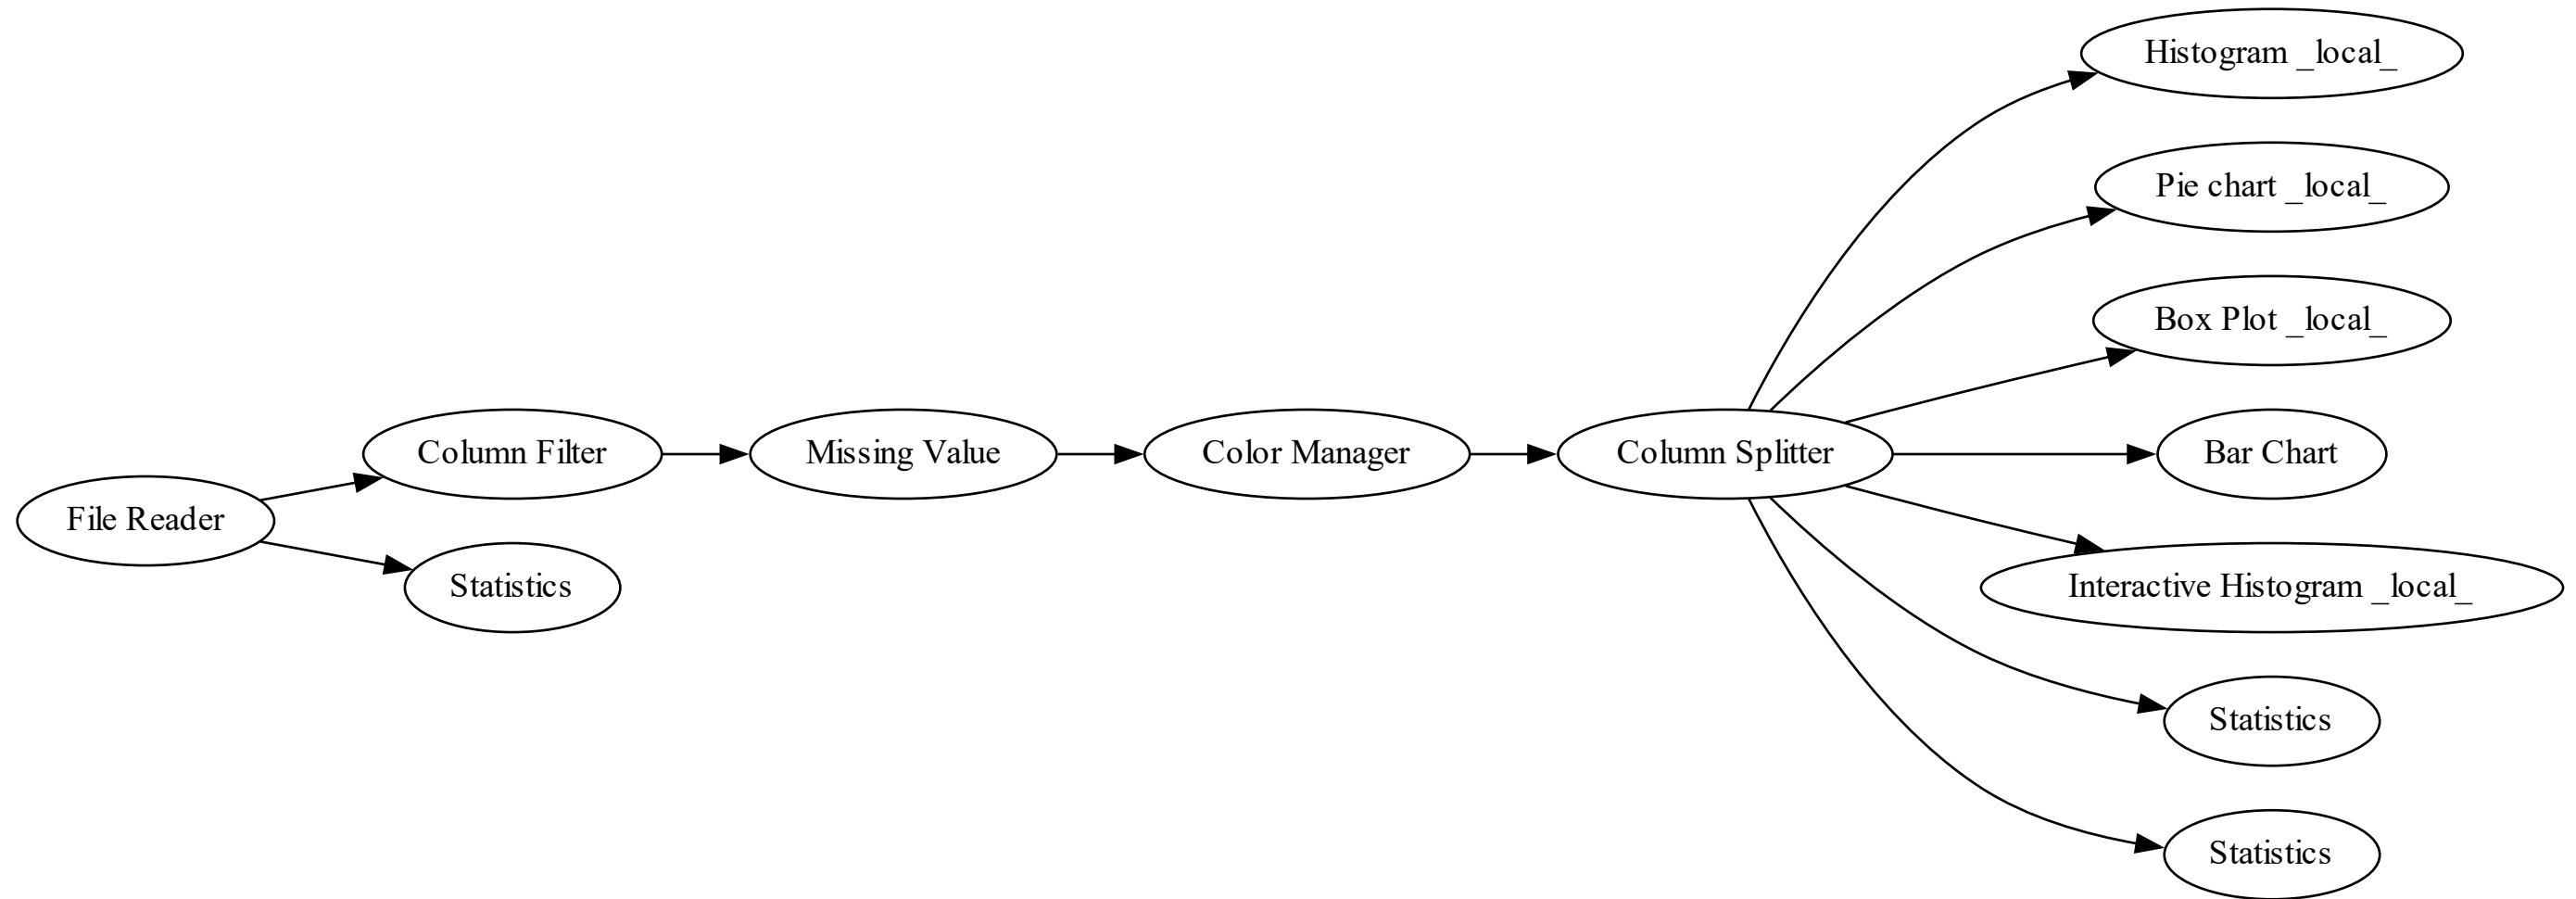 File Reader
Column Filter
Statistics
Missing Value
Color Manager
Column Splitter
Histogram _local_
Pie chart _local_
Box Plot _local_
Bar Chart
Interactive Histogram _local_
Statistics
Statistics